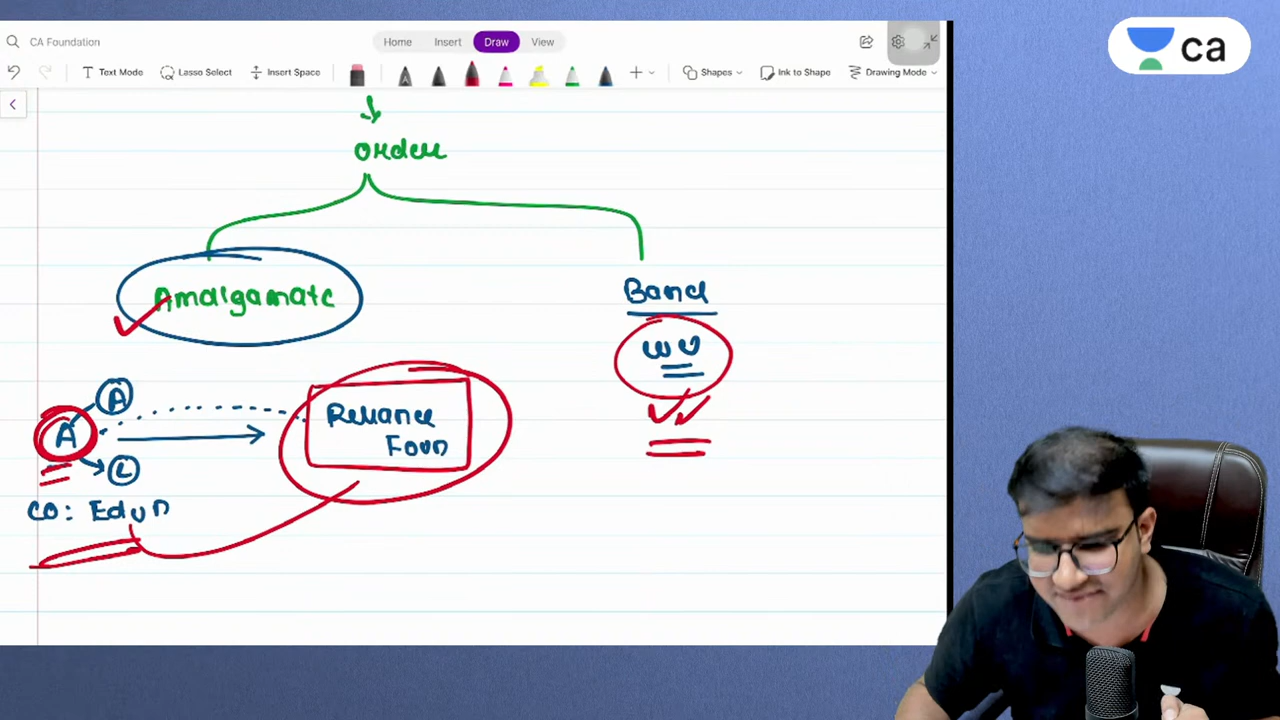 CA Foundation
Home Insert Draw View
Text Mode Lasso Select Insert Space Shapes Ink to Shape Drawing Mode
ca
order
Amalgamate
Band
WU
A
A
L
Reliance
Foun
CO: Edun